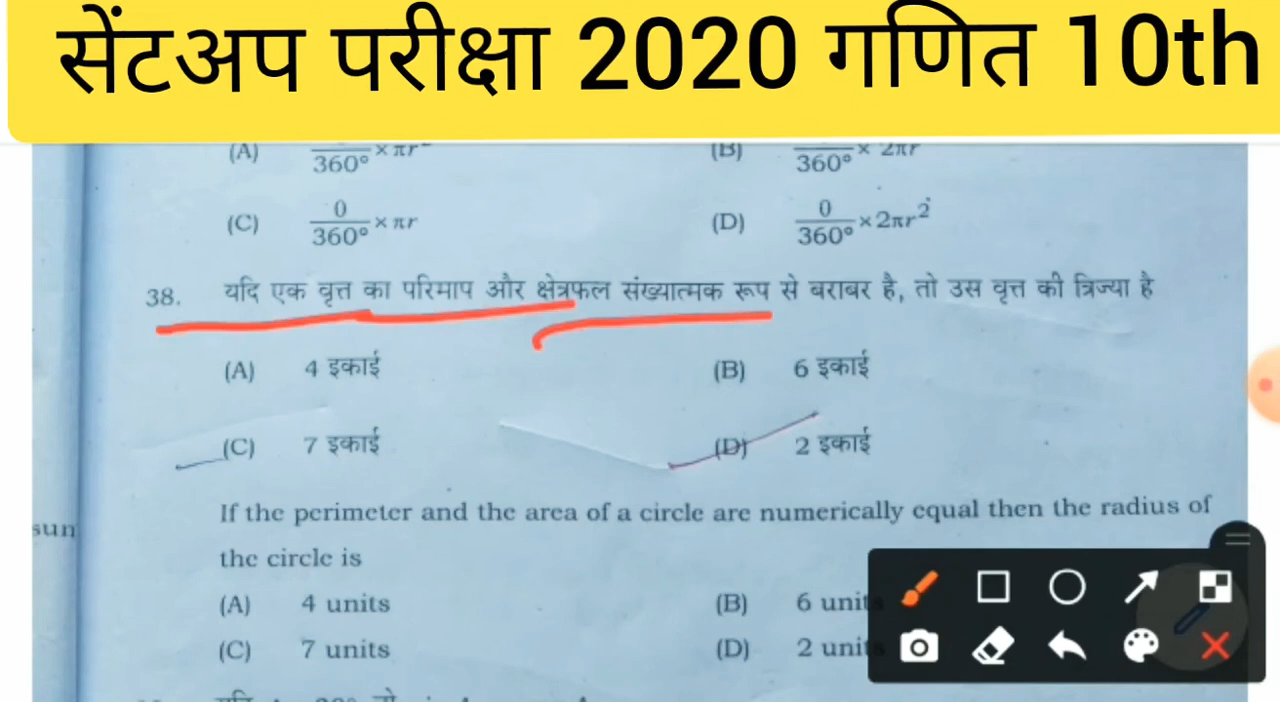 सेंटअप परीक्षा 2020 गणित 10th
(A) 360° × πr (B) 360° × 2πr
(C) 0/360° × πr (D) 0/360° × 2πr²
38. यदि एक वृत्त का परिमाप और क्षेत्रफल संख्यात्मक रूप से बराबर है, तो उस वृत्त की त्रिज्या है
(A) 4 इकाई (B) 6 इकाई
(C) 7 इकाई (D) 2 इकाई
sun
If the perimeter and the area of a circle are numerically equal then the radius of
the circle is
(A) 4 units (B) 6 units
(C) 7 units (D) 2 units